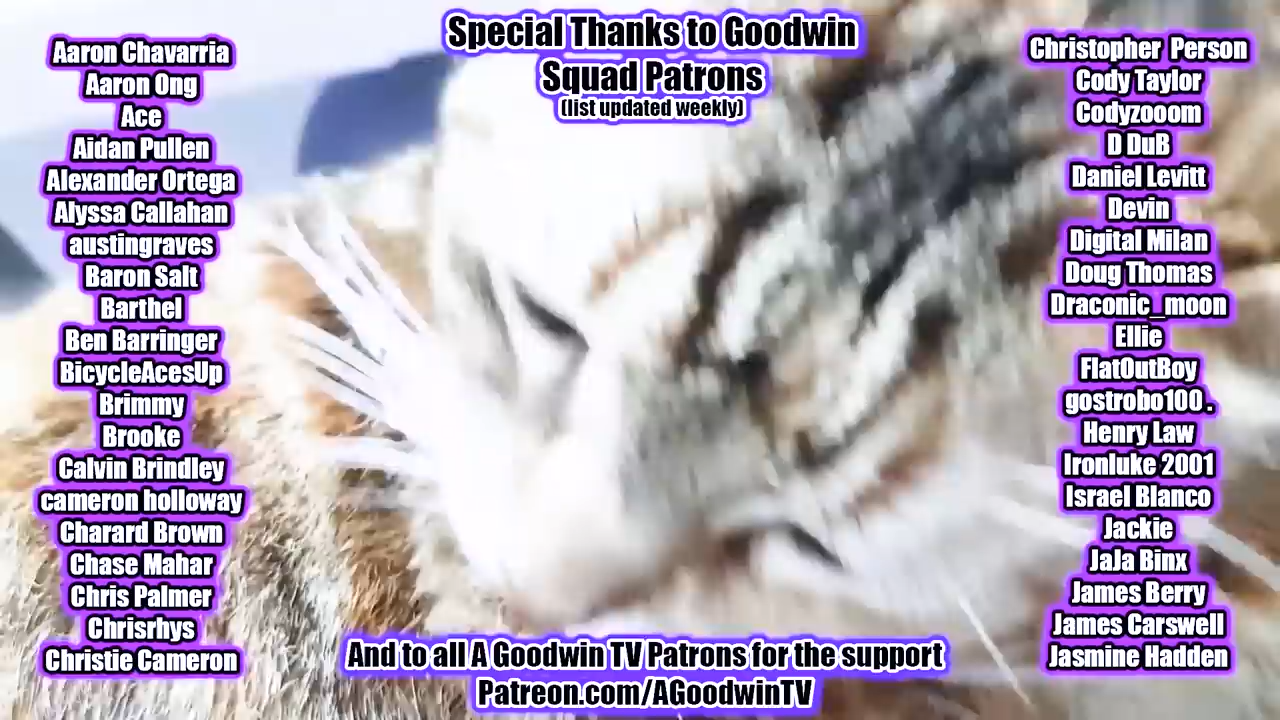 Special Thanks to Goodwin
Squad Patrons
(list updated weekly)
Aaron Chavarria
Aaron Ong
Ace
Aidan Pullen
Alexander Ortega
Alyssa Callahan
austingraves
Baron Salt
Barthel
Ben Barringer
BicycleAcesUp
Brimmy
Brooke
Calvin Brindley
cameron holloway
Charard Brown
Chase Mahar
Chris Palmer
Chrisrhys
Christie Cameron
Christopher Person
Cody Taylor
Codyzooom
D DuB
Daniel Levitt
Devin
Digital Milan
Doug Thomas
Draconic_moon
Ellie
FlatOutBoy
gostrobo100 .
Henry Law
Ironluke 2001
Israel Blanco
Jackie
JaJa Binx
James Berry
James Carswell
Jasmine Hadden
And to all A Goodwin TV Patrons for the support
Patreon.com/AGoodwinTV